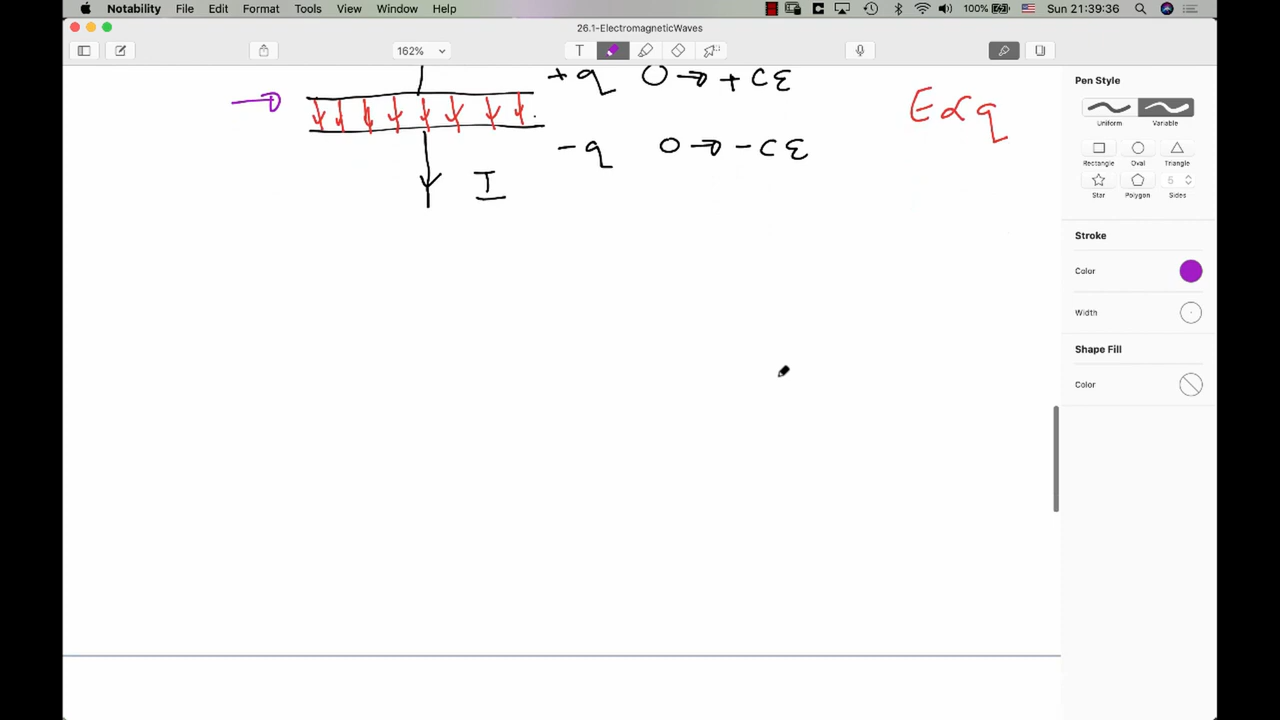 Notability File Edit Format Tools View Window Help 100% Sun 21:39:36
26.1-ElectromagneticWaves
162% T
Pen Style
Uniform Variable
Rectangle Oval Triangle
5
Star Polygon Sides
Stroke
Color
Width
Shape Fill
Color
+q 0 → +Cε
E∝q
-q 0 → -Cε
I